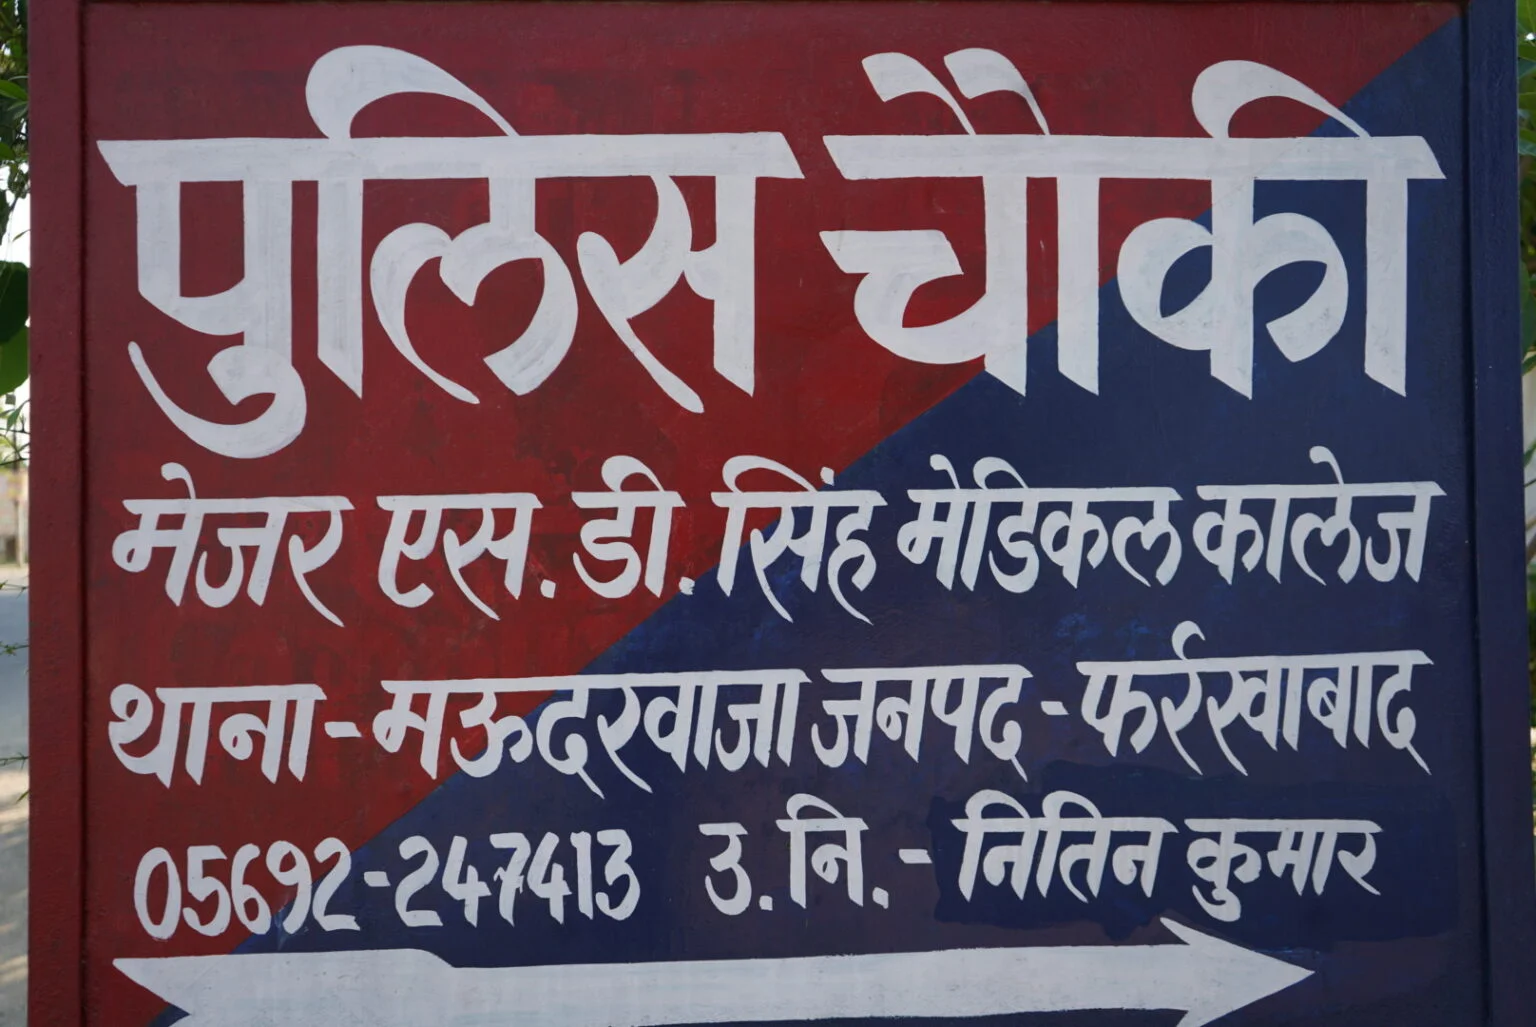 पुलिस चौकी
मेजर एस. डी. सिंह मेडिकल कालेज
थाना - मऊदरवाजा जनपद - फर्रुखाबाद
05692-247413 उ. नि. - नितिन कुमार